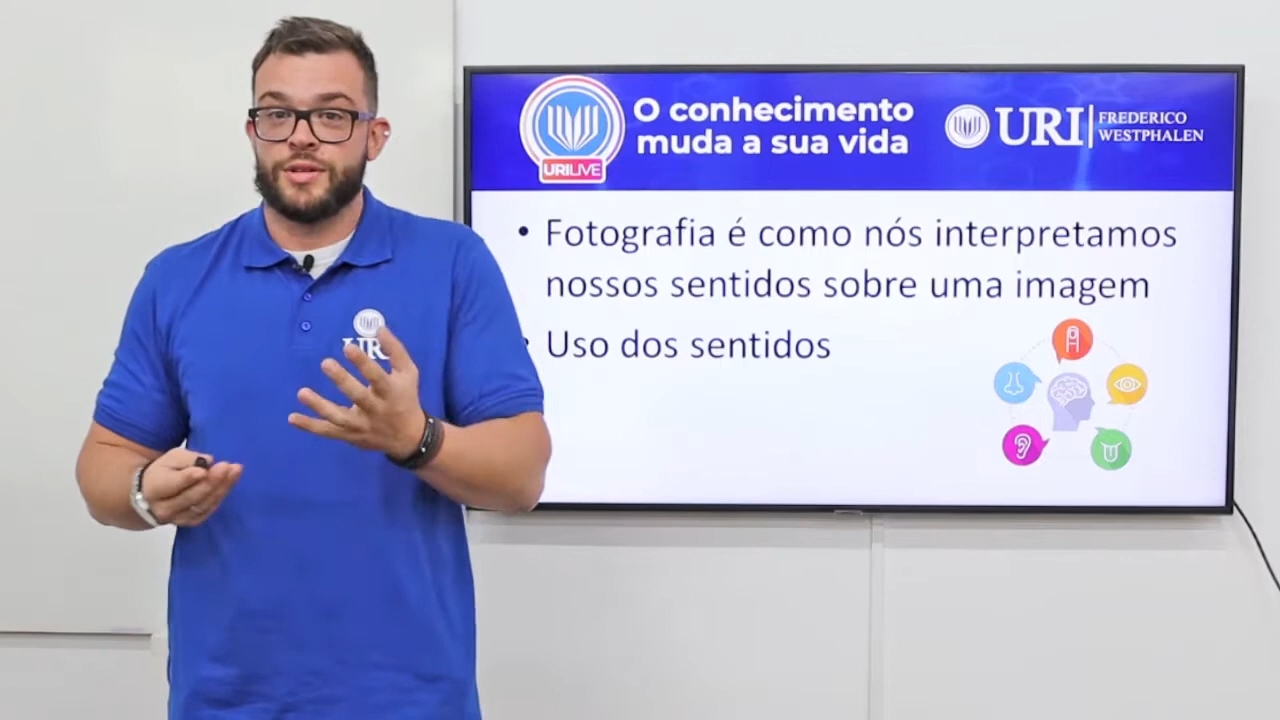 O conhecimento
muda a sua vida
URILIVE
URI
FREDERICO
WESTPHALEN
• Fotografia é como nós interpretamos
nossos sentidos sobre uma imagem
• Uso dos sentidos
URI